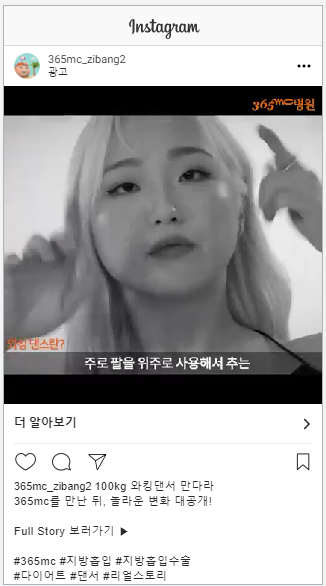 Instagram
365mc_zibang2
광고
365mc병원
와킹 댄스란?
주로 팔을 위주로 사용해서 추는
더 알아보기
365mc_zibang2 100kg 와킹댄서 만다라
365mc를 만난 뒤, 놀라운 변화 대공개!
Full Story 보러가기 ▶
#365mc #지방흡입 #지방흡입수술
#다이어트 #댄서 #리얼스토리